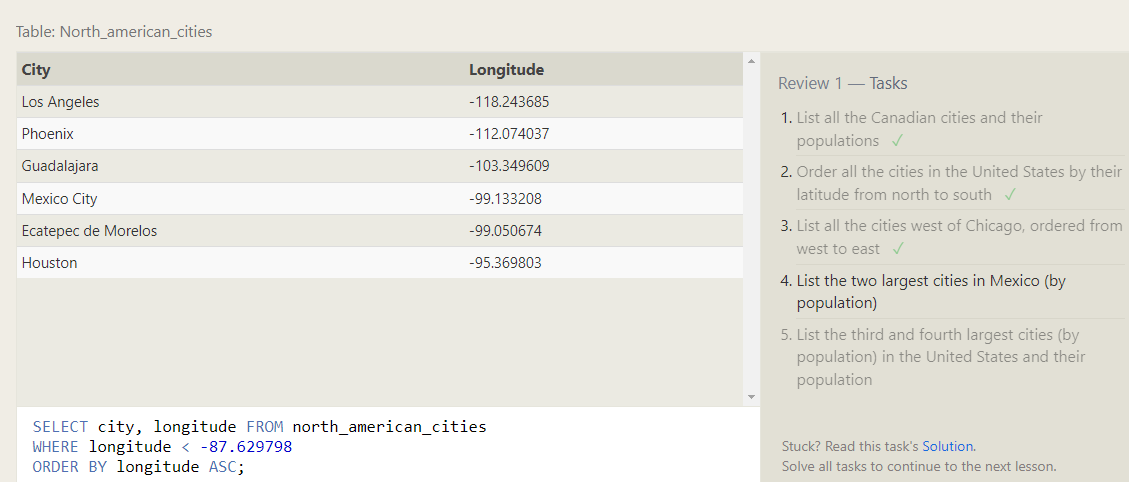 Table: North_american_cities
City Longitude
Los Angeles -118.243685
Phoenix -112.074037
Guadalajara -103.349609
Mexico City -99.133208
Ecatepec de Morelos -99.050674
Houston -95.369803
SELECT city, longitude FROM north_american_cities
WHERE longitude < -87.629798
ORDER BY longitude ASC;
Review 1 — Tasks
1. List all the Canadian cities and their
populations ✓
2. Order all the cities in the United States by their
latitude from north to south ✓
3. List all the cities west of Chicago, ordered from
west to east ✓
4. List the two largest cities in Mexico (by
population)
5. List the third and fourth largest cities (by
population) in the United States and their
population
Stuck? Read this task's Solution.
Solve all tasks to continue to the next lesson.